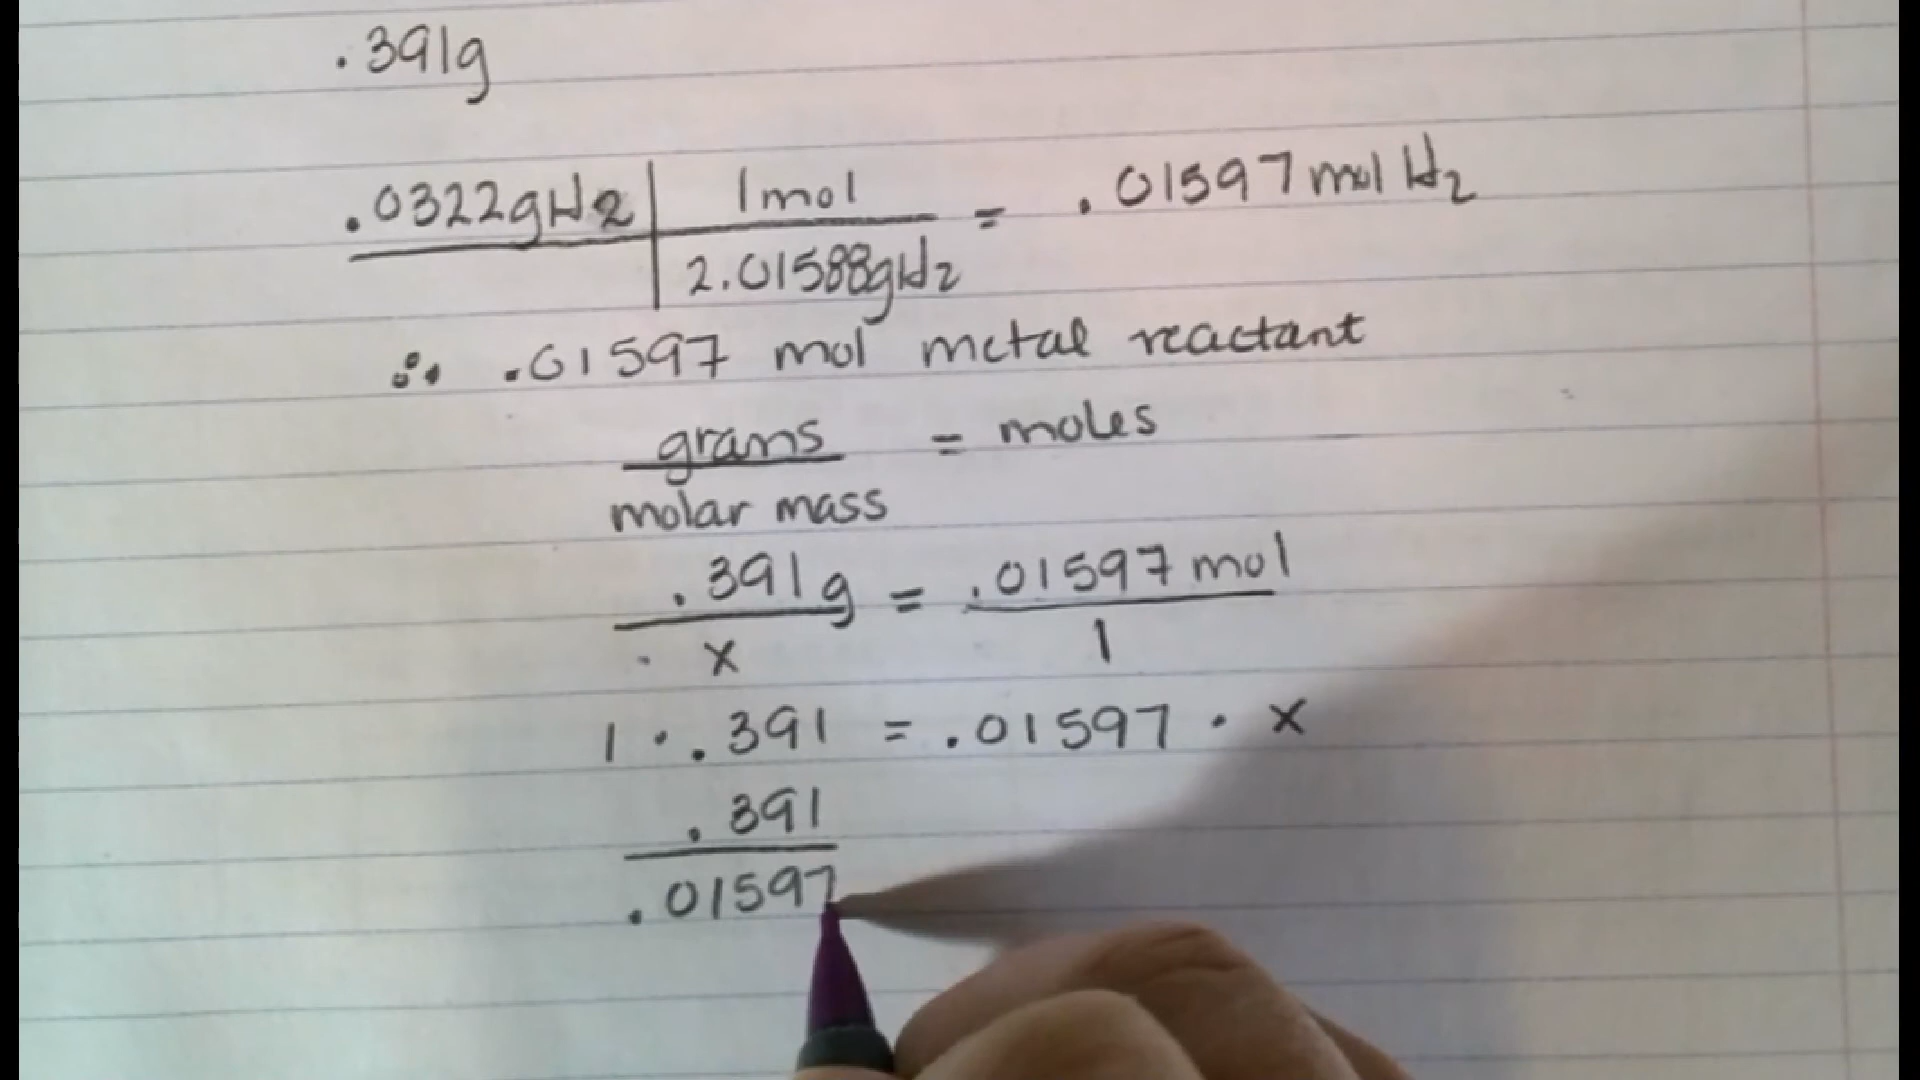 .391g
.0322gH2 | 1mol = .01597 mol H2
2.01588gH2
∴ .01597 mol metal reactant
grams = moles
molar mass
.391g = .01597 mol
x 1
1 · .391 = .01597 · x
.391
.01597